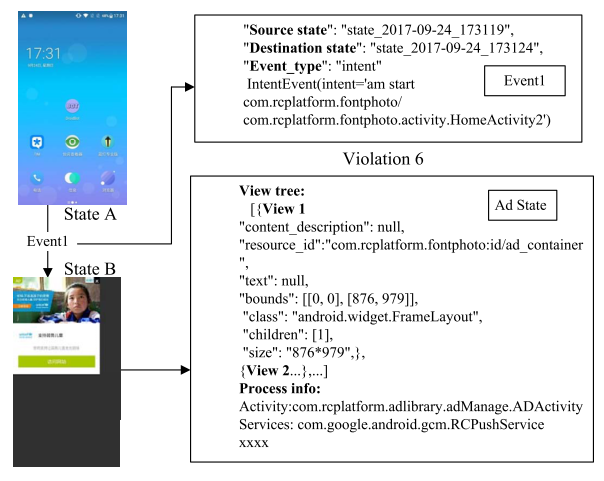 17:31
17:31
State A
Event1
State B
"Source state": "state_2017-09-24_173119",
"Destination state": "state_2017-09-24_173124",
"Event_type": "intent"
IntentEvent(intent='am start
com.rcplatform.fontphoto/
com.rcplatform.fontphoto.activity.HomeActivity2')
Event1
Violation 6
View tree:
Ad State
[{View 1
"content_description": null,
"resource_id":"com.rcplatform.fontphoto:id/ad_container
",
"text": null,
"bounds": [[0, 0], [876, 979]],
"class": "android.widget.FrameLayout",
"children": [1],
"size": "876*979",},
{View 2...},...]
Process info:
Activity:com.rcplatform.adlibrary.adManage.ADActivity
Services: com.google.android.gcm.RCPushService
xxxx